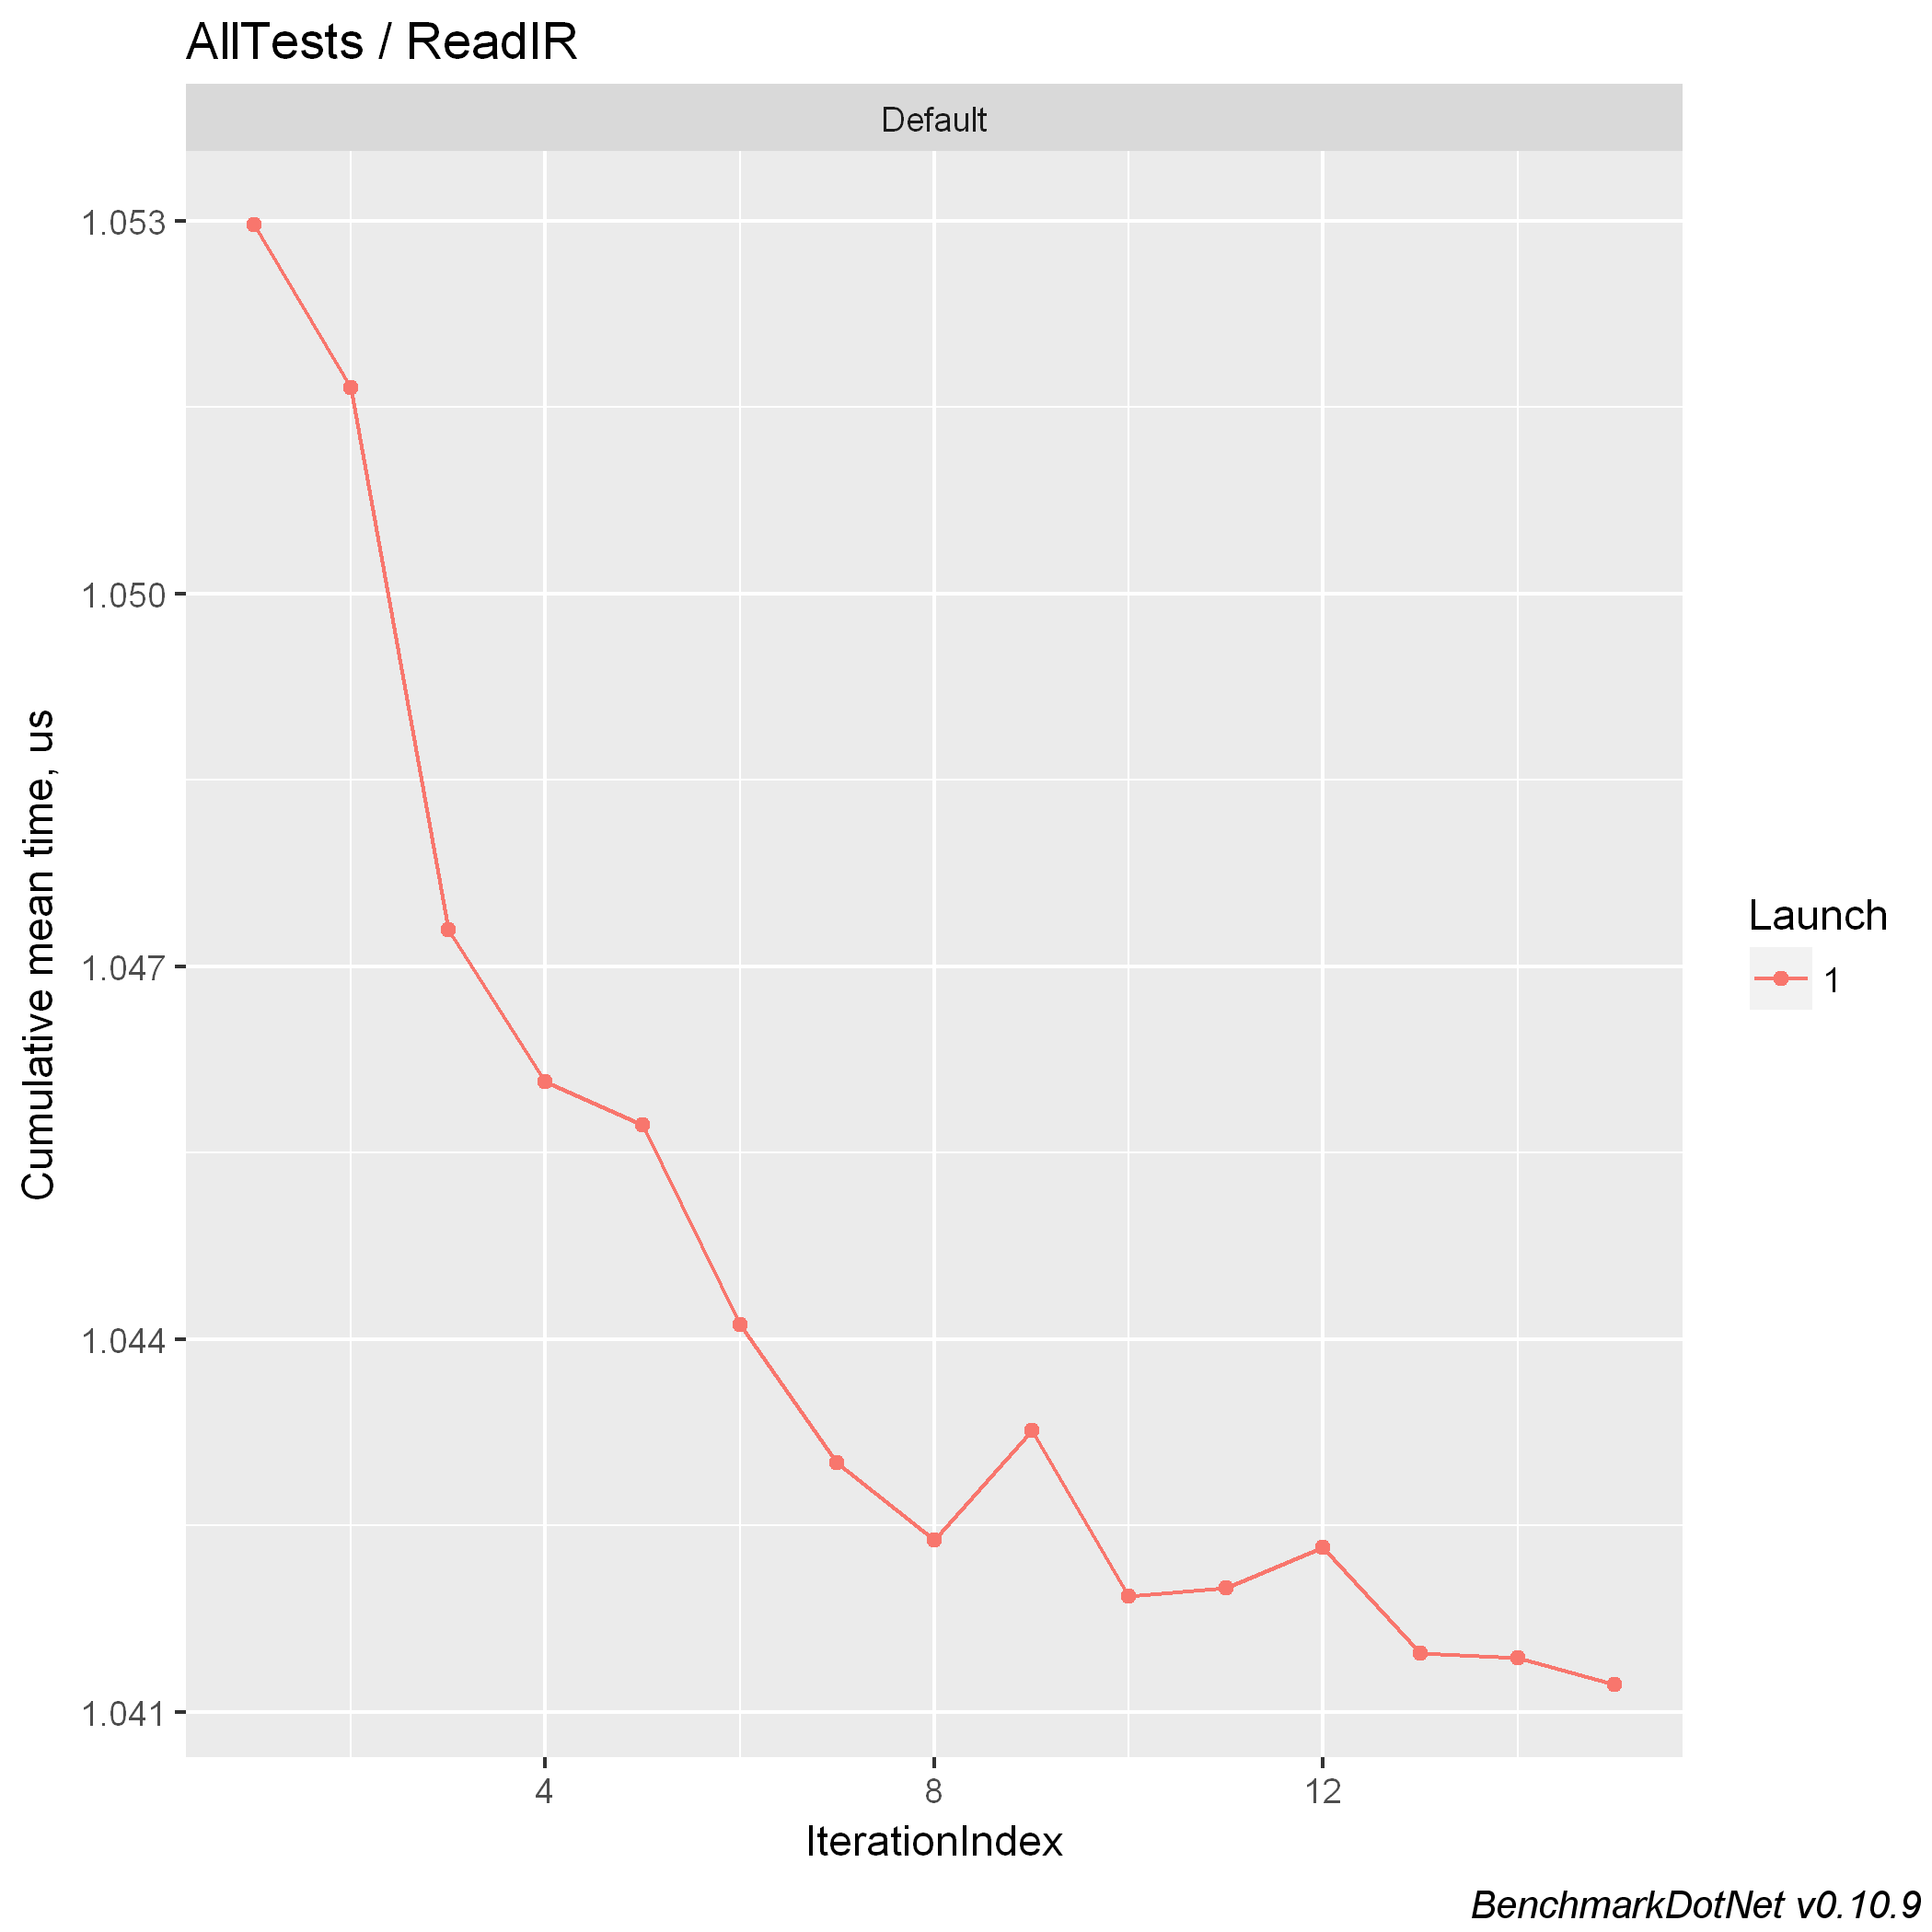 AllTests / ReadIR
Default
1.053
1.050
1.047
1.044
1.041
Cumulative mean time, us
4
8
12
IterationIndex
Launch
1
BenchmarkDotNet v0.10.9